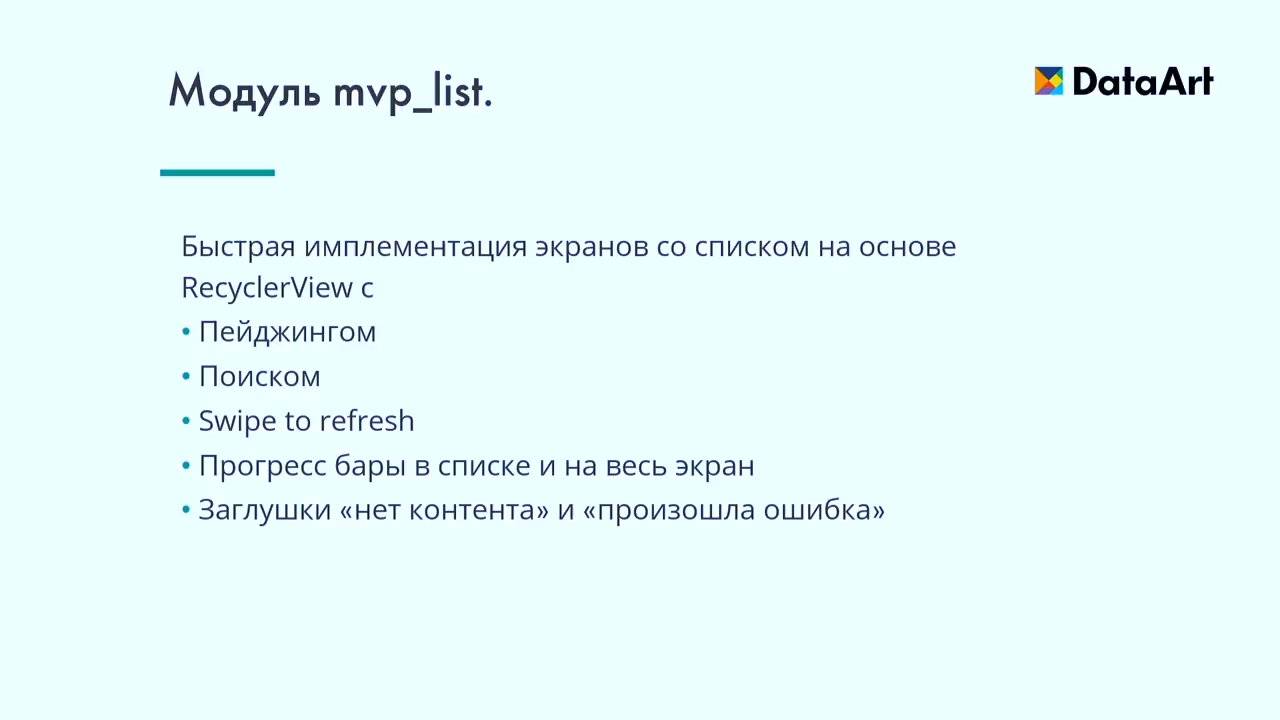 Модуль mvp_list.
DataArt
Быстрая имплементация экранов со списком на основе
RecyclerView с
• Пейджингом
• Поиском
• Swipe to refresh
• Прогресс бары в списке и на весь экран
• Заглушки «нет контента» и «произошла ошибка»